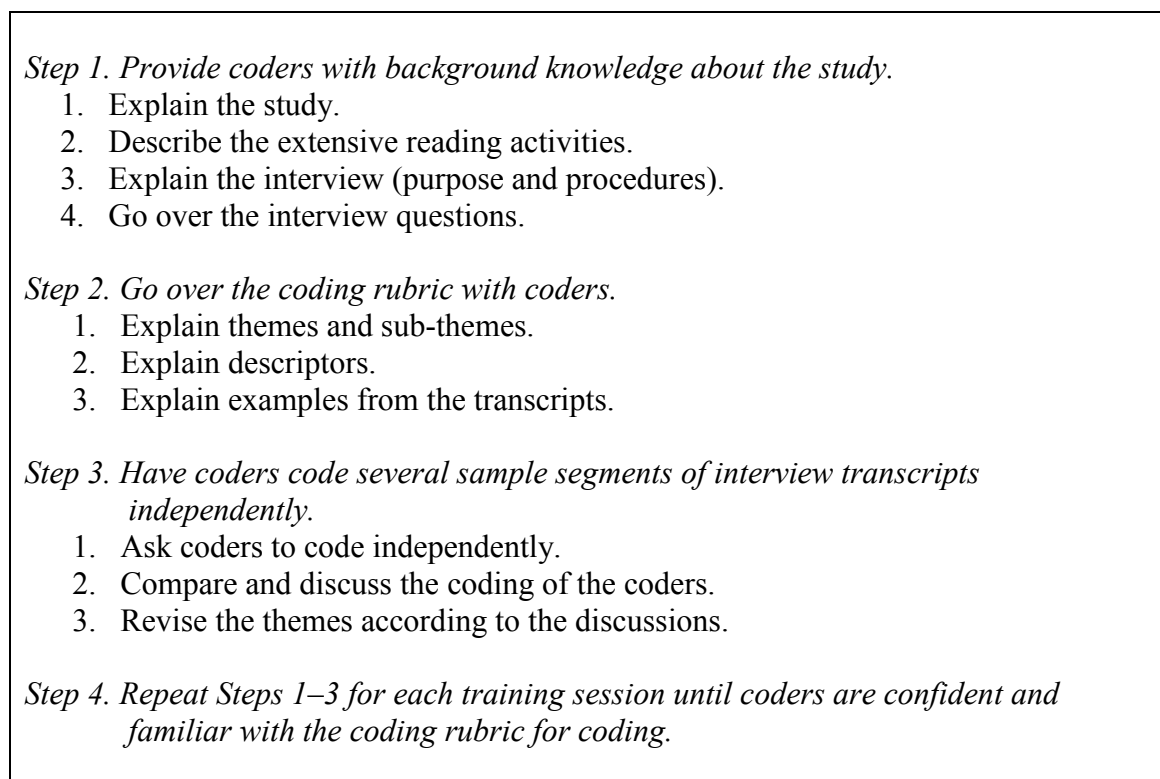 Step 1. Provide coders with background knowledge about the study.
1. Explain the study.
2. Describe the extensive reading activities.
3. Explain the interview (purpose and procedures).
4. Go over the interview questions.
Step 2. Go over the coding rubric with coders.
1. Explain themes and sub-themes.
2. Explain descriptors.
3. Explain examples from the transcripts.
Step 3. Have coders code several sample segments of interview transcripts
independently.
1. Ask coders to code independently.
2. Compare and discuss the coding of the coders.
3. Revise the themes according to the discussions.
Step 4. Repeat Steps 1–3 for each training session until coders are confident and
familiar with the coding rubric for coding.